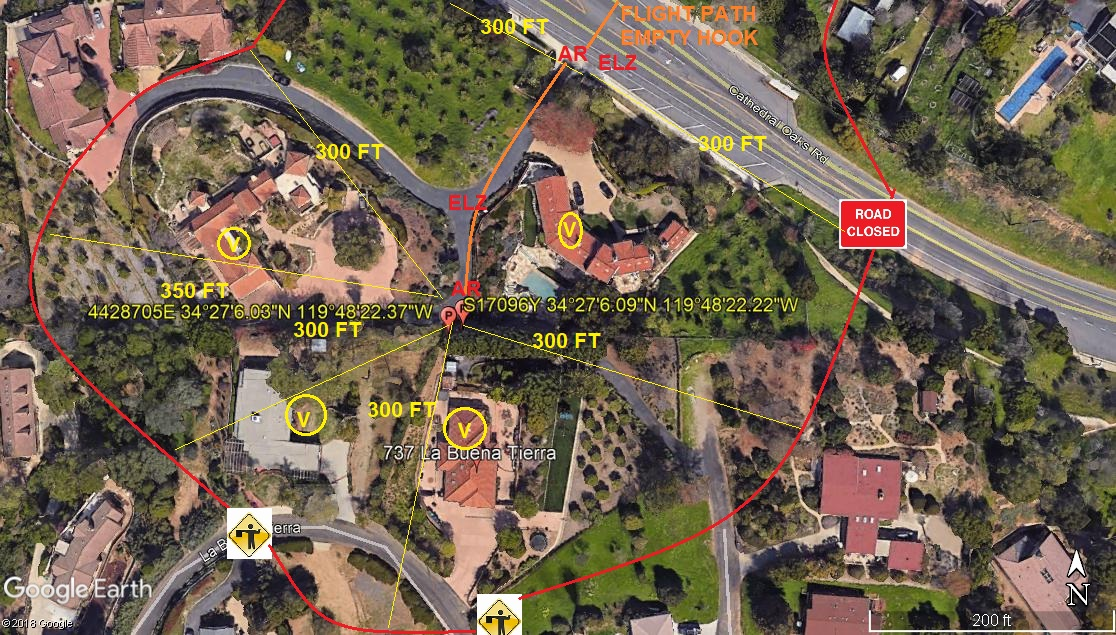 FLIGHT PATH
EMPTY HOOK
300 FT
AR
ELZ
Cathedral Oaks Rd
300 FT
300 FT
ELZ
V
V
ROAD
CLOSED
350 FT
AR
4428705E 34°27'6.03"N 119°48'22.37"W
S17096Y 34°27'6.09"N 119°48'22.22"W
P
300 FT
300 FT
300 FT
V
V
737 La Buena Tierra
Google Earth
© 2018 Google
N
200 ft